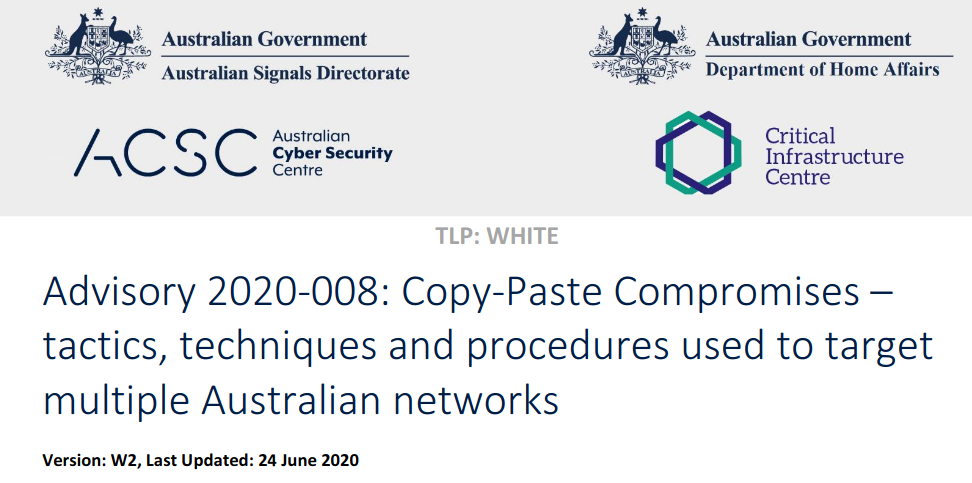 Australian Government
Australian Signals Directorate
Australian Government
Department of Home Affairs
ACSC
Australian
Cyber Security
Centre
Critical
Infrastructure
Centre
TLP: WHITE
Advisory 2020-008: Copy-Paste Compromises –
tactics, techniques and procedures used to target
multiple Australian networks
Version: W2, Last Updated: 24 June 2020